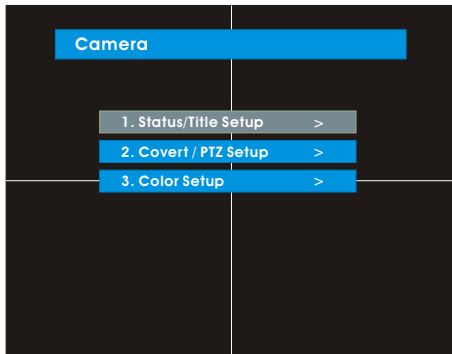 Camera
1. Status/Title Setup >
2. Covert / PTZ Setup >
3. Color Setup >